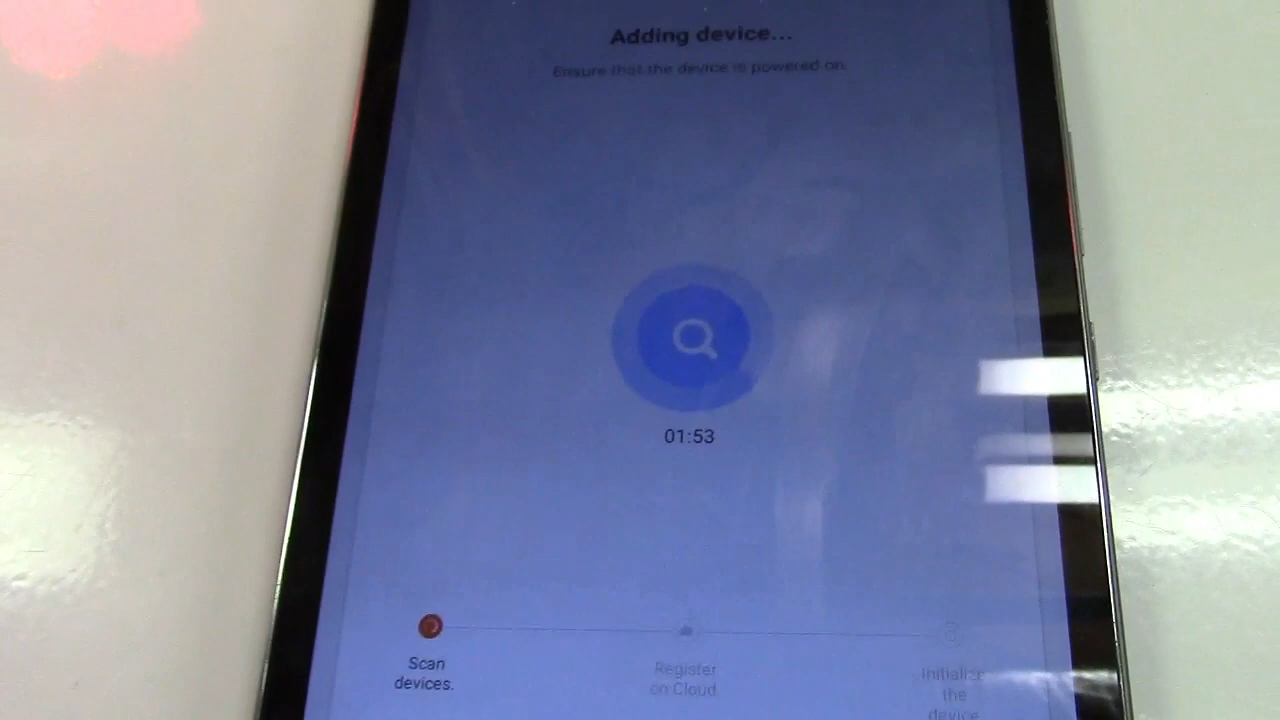 Adding device...
Ensure that the device is powered on.
01:53
Scan
devices.
Register
on Cloud
Initialize
the
device